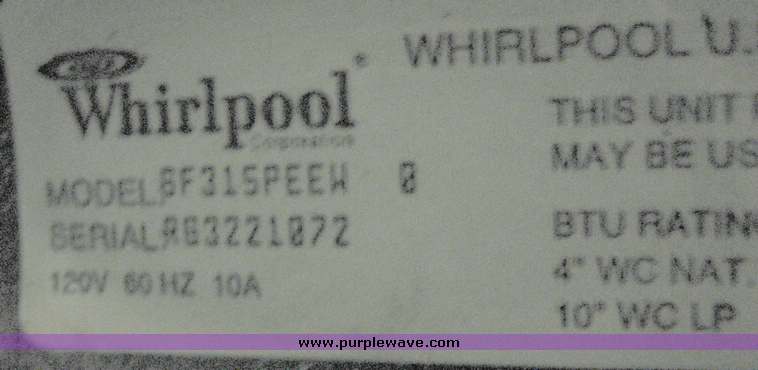 WHIRLPOOL U.
Whirlpool ®
Corporation
THIS UNIT
MAY BE US
MODEL SF315PEEW 0
SERIAL R83221072
BTU RATIN
120V 60 HZ 10A
4" WC NAT.
10" WC LP
www.purplewave.com